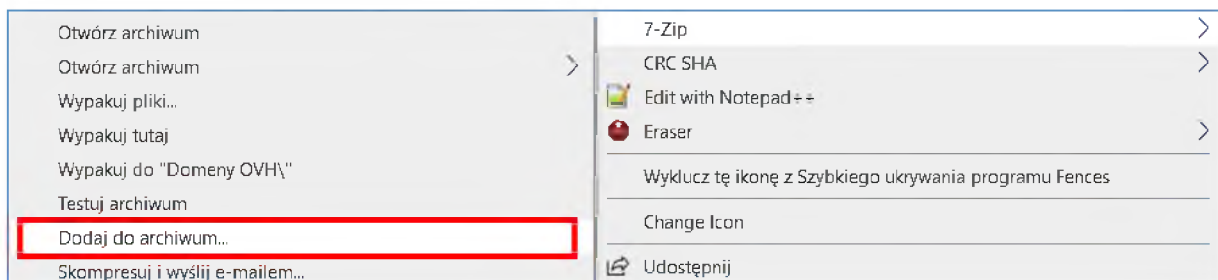 Otwórz archiwum
Otwórz archiwum
Wypakuj pliki...
Wypakuj tutaj
Wypakuj do "Domeny OVH\"
Testuj archiwum
Dodaj do archiwum...
Skompresuj i wyślij e-mailem...
7-Zip
CRC SHA
Edit with Notepad++
Eraser
Wyklucz tę ikonę z Szybkiego ukrywania programu Fences
Change Icon
Udostępnij